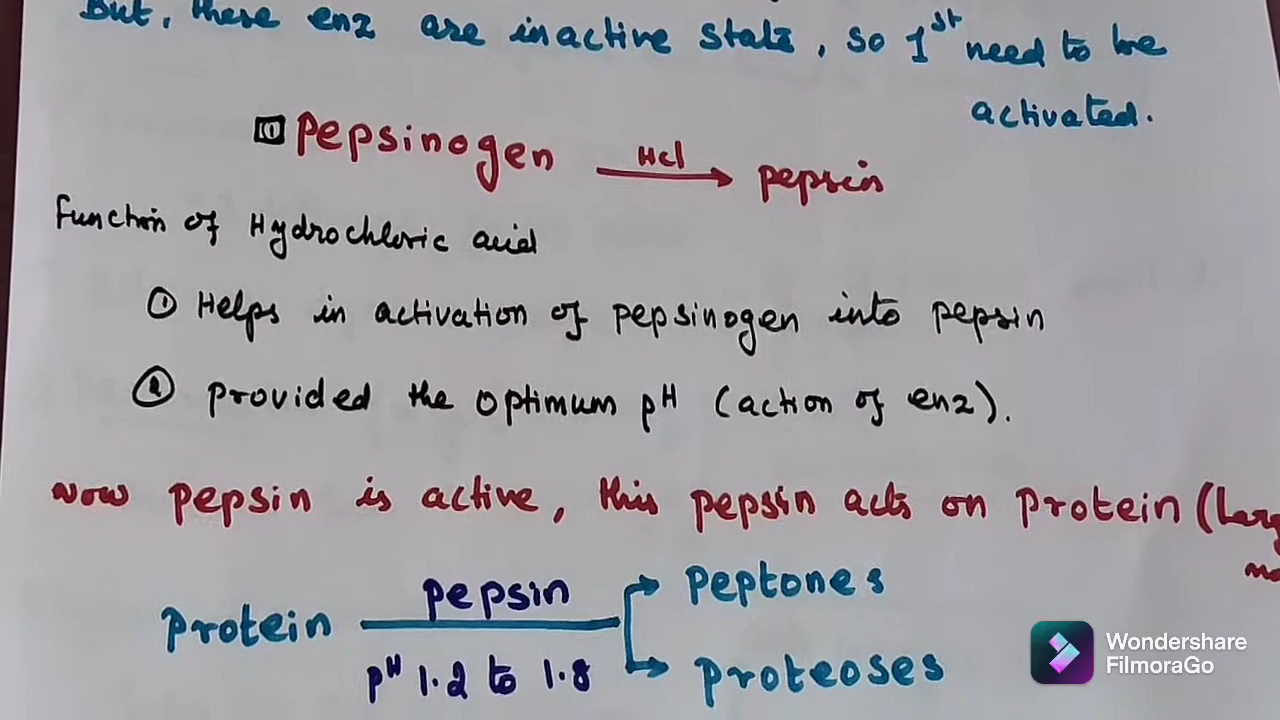 But, these enz are inactive state, so 1st need to be
activated.
1 Pepsinogen HCl pepsin
Function of Hydrochloric acid
1 Helps in activation of pepsinogen into pepsin
2 provided the optimum pH (action of enz).
Now pepsin is active, this pepsin acts on protein (
Protein pepsin peptones
pH 1.2 to 1.8 proteoses
Wondershare
FilmoraGo